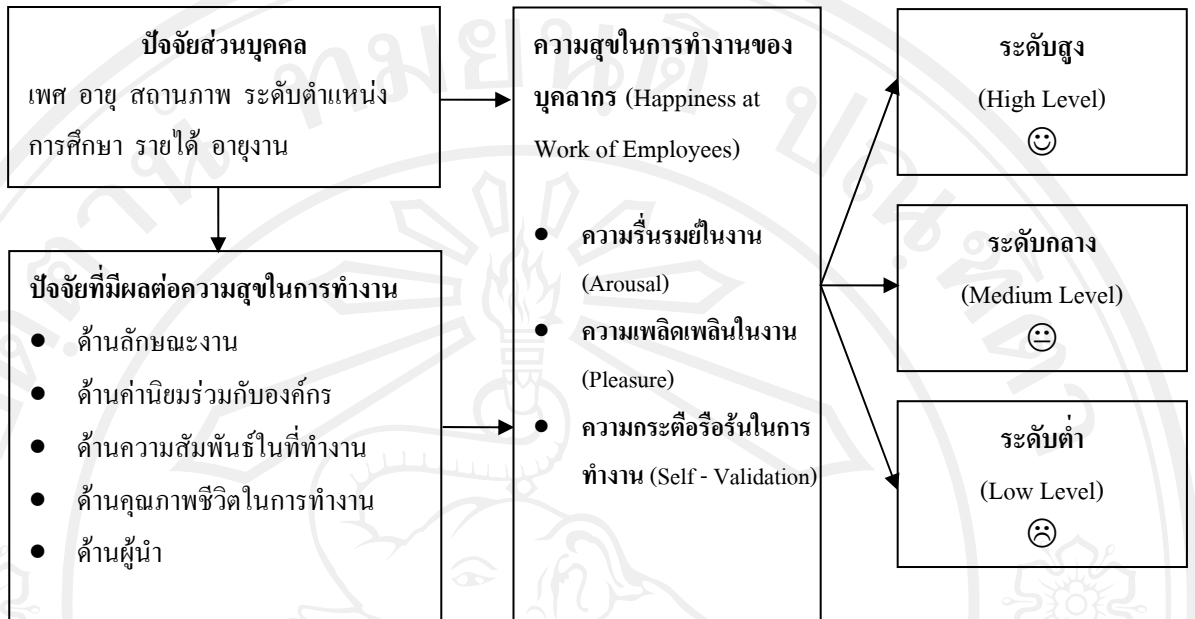 ปัจจัยส่วนบุคคล
เพศ อายุ สถานภาพ ระดับตำแหน่ง
การศึกษา รายได้ อายุงาน
ปัจจัยที่มีผลต่อความสุขในการทำงาน
● ด้านลักษณะงาน
● ด้านค่านิยมร่วมกับองค์กร
● ด้านความสัมพันธ์ในที่ทำงาน
● ด้านคุณภาพชีวิตในการทำงาน
● ด้านผู้นำ
ความสุขในการทำงานของ
บุคลากร (Happiness at
Work of Employees)
● ความรื่นรมย์ในงาน
(Arousal)
● ความเพลิดเพลินในงาน
(Pleasure)
● ความกระตือรือร้นในการ
ทำงาน (Self - Validation)
ระดับสูง
(High Level)
☺
ระดับกลาง
(Medium Level)
😐
ระดับต่ำ
(Low Level)
☹